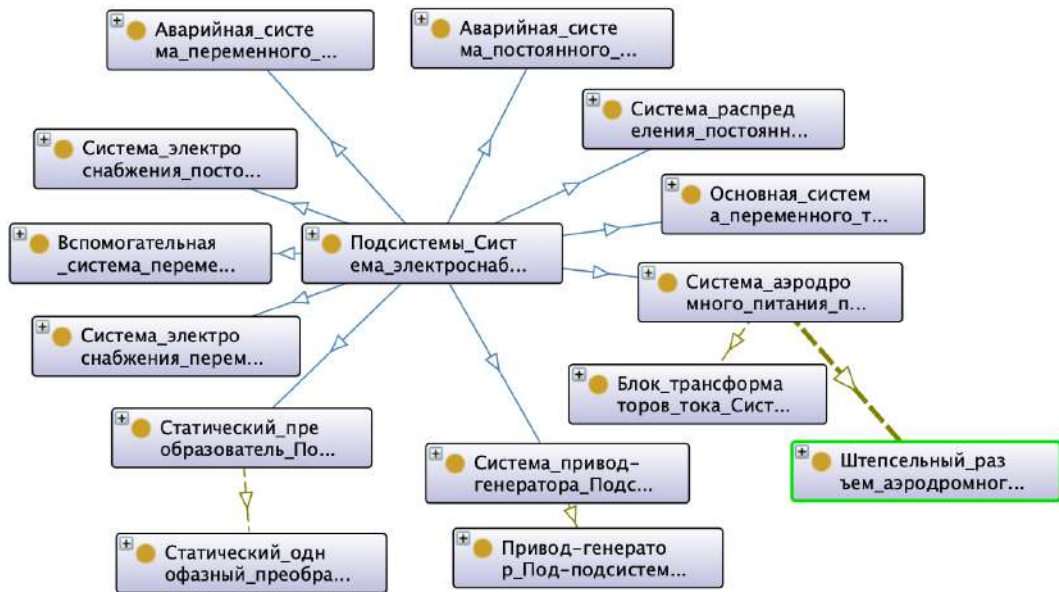 Аварийная_систе
ма_переменного_...
Аварийная_систе
ма_постоянного_...
Система_распред
еления_постоянн...
Система_электро
снабжения_посто...
Основная_систем
а_переменного_т...
Вспомогательная
_система_переме...
Подсистемы_Сист
ема_электроснаб...
Система_аэродро
много_питания_п...
Система_электро
снабжения_перем...
Блок_трансформа
торов_тока_Сист...
Статический_пре
образователь_По...
Система_привод-
генератора_Подс...
Штепсельный_раз
ъем_аэродромног...
Статический_одн
офазный_преобра...
Привод-генерато
р_Под-подсистем...